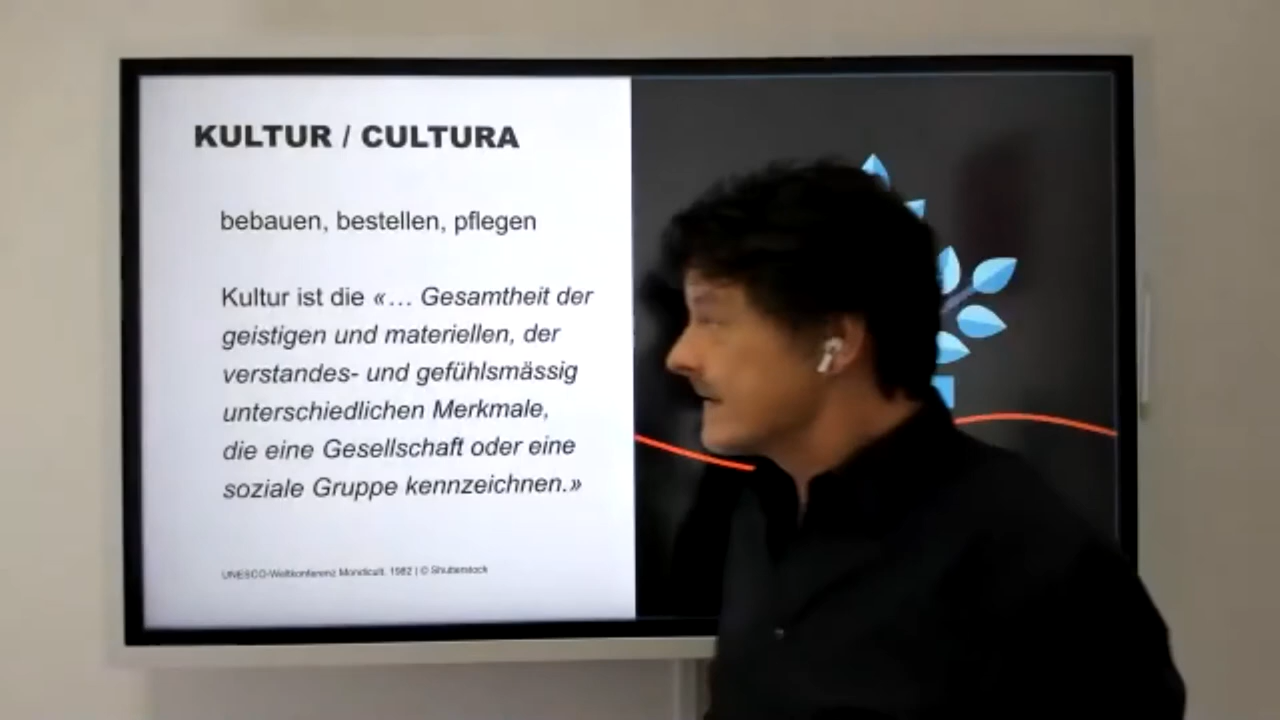 KULTUR / CULTURA
bebauen, bestellen, pflegen
Kultur ist die «… Gesamtheit der
geistigen und materiellen, der
verstandes- und gefühlsmässig
unterschiedlichen Merkmale,
die eine Gesellschaft oder eine
soziale Gruppe kennzeichnen.»
UNESCO-Weltkonferenz Mondiacult, 1982 | © Shutterstock